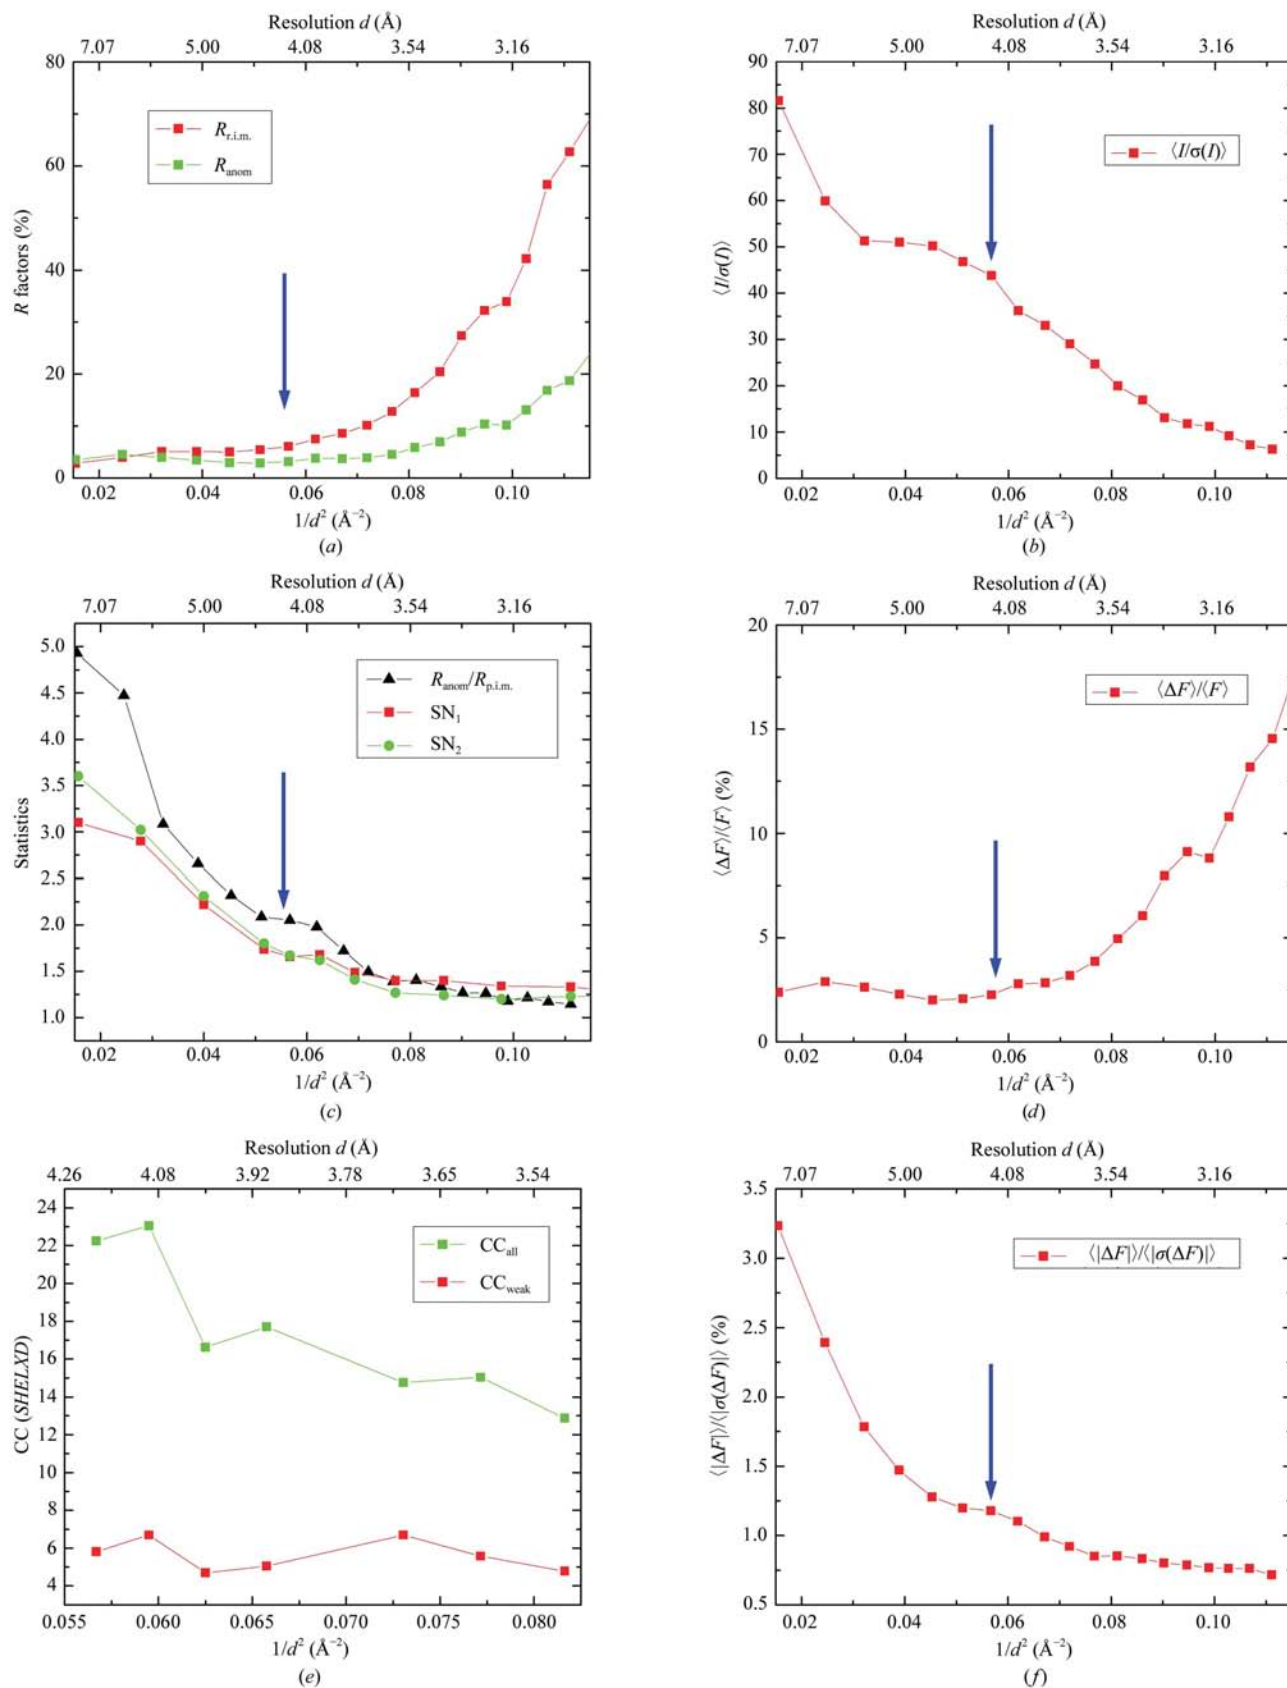 Resolution d (Å)
7.07 5.00 4.08 3.54 3.16
80
60
40
20
0
R factors (%)
R_r.i.m.
R_anom
0.02 0.04 0.06 0.08 0.10
1/d² (Å⁻²)
(a)
Resolution d (Å)
7.07 5.00 4.08 3.54 3.16
90
80
70
60
50
40
30
20
10
0
⟨I/σ(I)⟩
⟨I/σ(I)⟩
0.02 0.04 0.06 0.08 0.10
1/d² (Å⁻²)
(b)
Resolution d (Å)
7.07 5.00 4.08 3.54 3.16
5.0
4.5
4.0
3.5
3.0
2.5
2.0
1.5
1.0
Statistics
R_anom/R_p.i.m.
SN₁
SN₂
0.02 0.04 0.06 0.08 0.10
1/d² (Å⁻²)
(c)
Resolution d (Å)
7.07 5.00 4.08 3.54 3.16
20
15
10
5
0
⟨ΔF⟩/⟨F⟩ (%)
⟨ΔF⟩/⟨F⟩
0.02 0.04 0.06 0.08 0.10
1/d² (Å⁻²)
(d)
Resolution d (Å)
4.26 4.08 3.92 3.78 3.65 3.54
24
22
20
18
16
14
12
10
8
6
4
CC (SHELXD)
CC_all
CC_weak
0.055 0.060 0.065 0.070 0.075 0.080
1/d² (Å⁻²)
(e)
Resolution d (Å)
7.07 5.00 4.08 3.54 3.16
3.5
3.0
2.5
2.0
1.5
1.0
0.5
⟨|ΔF|⟩/⟨|σ(ΔF)|⟩ (%)
⟨|ΔF|⟩/⟨|σ(ΔF)|⟩
0.02 0.04 0.06 0.08 0.10
1/d² (Å⁻²)
(f)